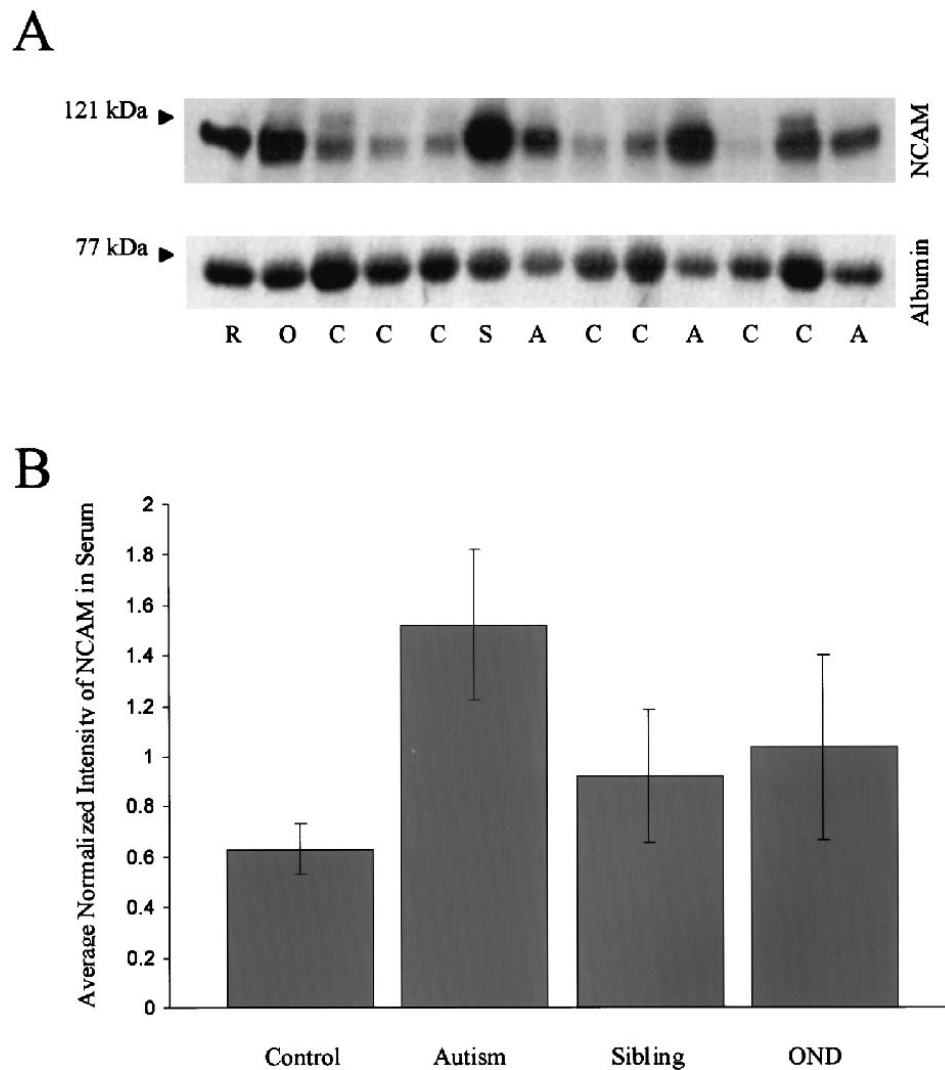 A
121 kDa
NCAM
77 kDa
Albumin
R O C C C S A C C A C C A
B
Average Normalized Intensity of NCAM in Serum
2
1.8
1.6
1.4
1.2
1
0.8
0.6
0.4
0.2
0
Control Autism Sibling OND